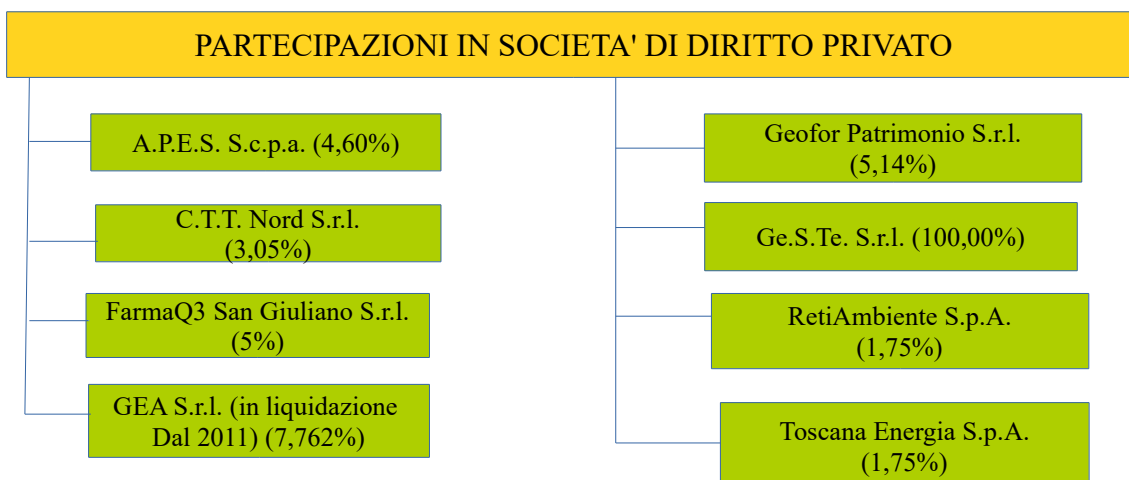 PARTECIPAZIONI IN SOCIETA' DI DIRITTO PRIVATO
A.P.E.S. S.c.p.a. (4,60%)
C.T.T. Nord S.r.l.
(3,05%)
FarmaQ3 San Giuliano S.r.l.
(5%)
GEA S.r.l. (in liquidazione
Dal 2011) (7,762%)
Geofor Patrimonio S.r.l.
(5,14%)
Ge.S.Te. S.r.l. (100,00%)
RetiAmbiente S.p.A.
(1,75%)
Toscana Energia S.p.A.
(1,75%)